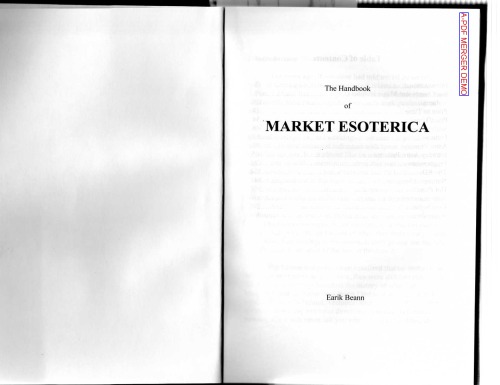 A-PDF MERGER DEMO
The Handbook
of
MARKET ESOTERICA
Earik Beann